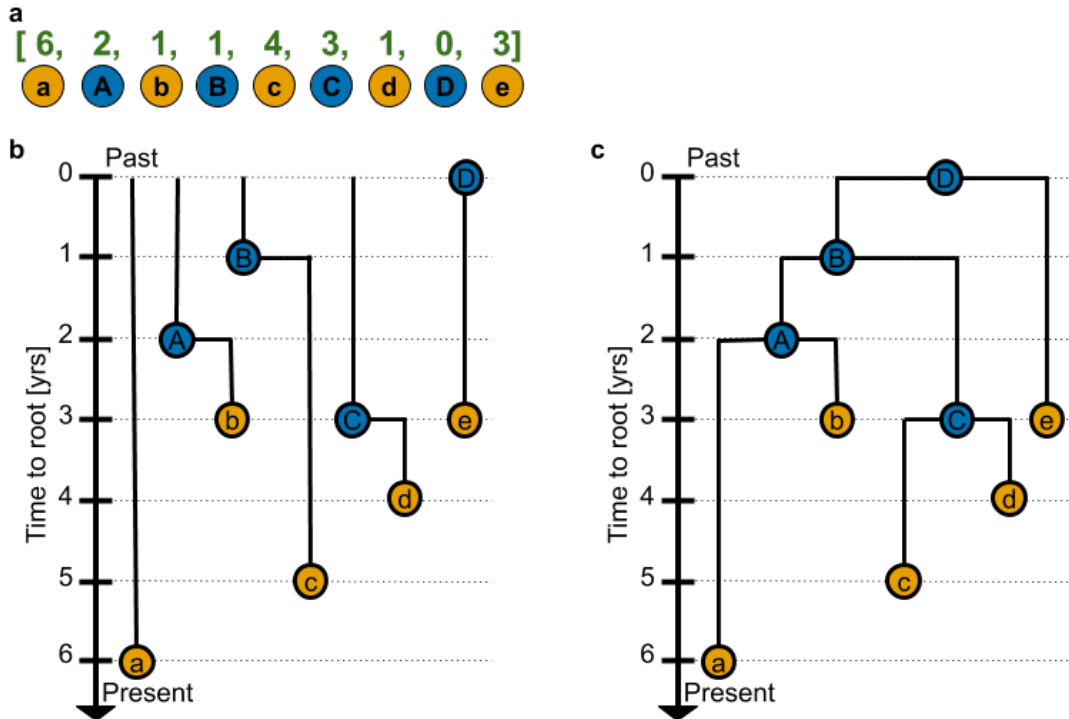 a
[ 6, 2, 1, 1, 4, 3, 1, 0, 3]
a A b B c C d D e
b
Past
0
1
2
3
4
5
6
Time to root [yrs]
D
B
A
b
C
e
d
c
a
Present
c
Past
0
1
2
3
4
5
6
Time to root [yrs]
D
B
A
b
C
e
d
c
a
Present